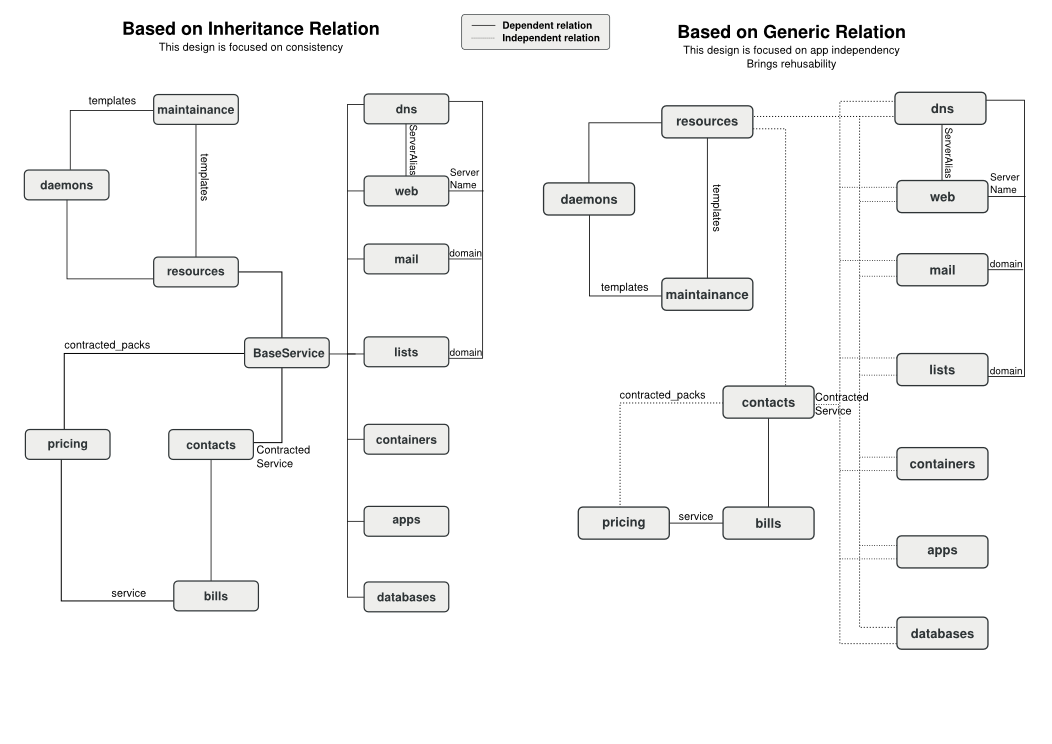 Based on Inheritance Relation
This design is focused on consistency
Dependent relation
Independent relation
Based on Generic Relation
This design is focused on app independency
Brings rehusability
templates
maintainance
templates
daemons
resources
BaseService
contracted_packs
pricing
contacts
Contracted
Service
service
bills
dns
ServerAlias
Server
Name
web
mail
domain
lists
domain
containers
apps
databases
resources
daemons
templates
templates
maintainance
contacts
Contracted
Service
contracted_packs
pricing
service
bills
dns
ServerAlias
Server
Name
web
mail
domain
lists
domain
containers
apps
databases